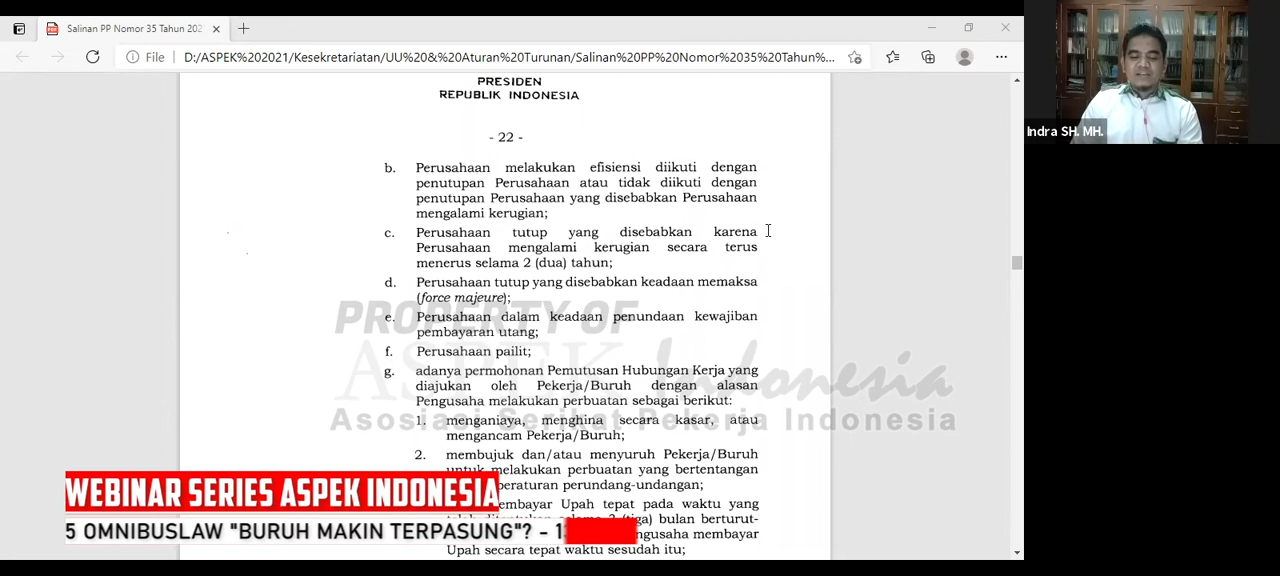 Salinan PP Nomor 35 Tahun 202
File
D:/ASPEK%202021/Kesekretariatan/UU%20&%20Aturan%20Turunan/Salinan%20PP%20Nomor%2035%20Tahun%...
PRESIDEN
REPUBLIK INDONESIA
- 22 -
b. Perusahaan melakukan efisiensi diikuti dengan
penutupan Perusahaan atau tidak diikuti dengan
penutupan Perusahaan yang disebabkan Perusahaan
mengalami kerugian;
c. Perusahaan tutup yang disebabkan karena
Perusahaan mengalami kerugian secara terus
menerus selama 2 (dua) tahun;
d. Perusahaan tutup yang disebabkan keadaan memaksa
(force majeure);
e. Perusahaan dalam keadaan penundaan kewajiban
pembayaran utang;
f. Perusahaan pailit;
g. adanya permohonan Pemutusan Hubungan Kerja yang
diajukan oleh Pekerja/Buruh dengan alasan
Pengusaha melakukan perbuatan sebagai berikut:
1. menganiaya, menghina secara kasar, atau
mengancam Pekerja/Buruh;
2. membujuk dan/atau menyuruh Pekerja/Buruh
untuk melakukan perbuatan yang bertentangan
peraturan perundang-undangan;
membayar Upah tepat pada waktu yang
selama 3 (tiga) bulan berturut-
membayar
Upah secara tepat waktu sesudah itu;
PROPERTY OF
ASPEK Indonesia
Asosiasi Serikat Pekerja Indonesia
WEBINAR SERIES ASPEK INDONESIA
5 OMNIBUSLAW "BURUH MAKIN TERPASUNG"? - 1
Indra SH. MH.